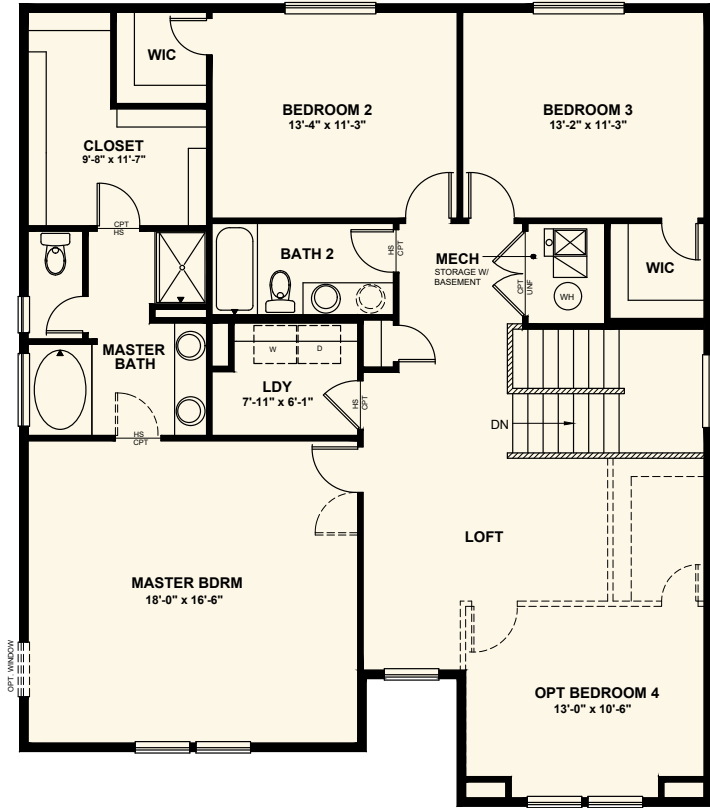 WIC
BEDROOM 2
13'-4" x 11'-3"
BEDROOM 3
13'-2" x 11'-3"
CLOSET
9'-8" x 11'-7"
CPT
HS
BATH 2
HS
CPT
MECH
STORAGE W/
BASEMENT
CPT
UNF
WH
WIC
MASTER
BATH
W
D
LDY
7'-11" x 6'-1"
HS
CPT
DN
HS
CPT
LOFT
MASTER BDRM
18'-0" x 16'-6"
OPT. WINDOW
OPT BEDROOM 4
13'-0" x 10'-6"